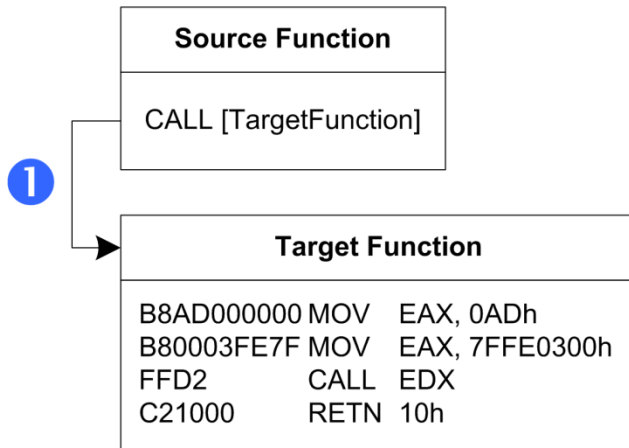 Source Function
CALL [TargetFunction]
1
Target Function
B8AD000000 MOV EAX, 0ADh
B80003FE7F MOV EAX, 7FFE0300h
FFD2 CALL EDX
C21000 RETN 10h